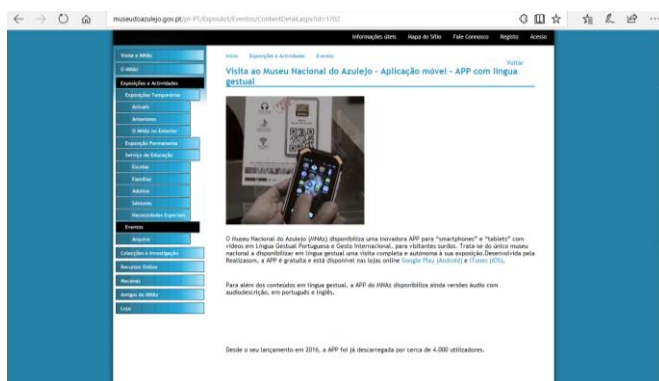 museudoazulejo.gov.pt/pt-PT/ExposAct/Eventos/ContentDetail.aspx?id=1702
Informações úteis Mapa do Sítio Fale Connosco Registo Acesso
Visite o MNAz
O MNAz
Exposições e Actividades
Exposições Temporárias
Actuais
Anteriores
O MNAz no Exterior
Exposição Permanente
Serviço de Educação
Escolas
Famílias
Adultos
Séniores
Necessidades Especiais
Eventos
Arquivo
Colecções e Investigação
Recursos Online
Mecenas
Amigos do MNAz
Loja
Início Exposições e Actividades Eventos
Voltar
Visita ao Museu Nacional do Azulejo - Aplicação móvel - APP com língua
gestual
O Museu Nacional do Azulejo (MNAz) disponibiliza uma inovadora APP para “smartphones” e “tablets” com
vídeos em Língua Gestual Portuguesa e Gesto Internacional, para visitantes surdos. Trata-se do único museu
nacional a disponibilizar em língua gestual uma visita completa e autónoma à sua exposição.Desenvolvida pela
Realizasom, a APP é gratuita e está disponível nas lojas online Google Play (Android) e iTunes (iOS).
Para além dos conteúdos em língua gestual, a APP do MNAz disponibiliza ainda versões áudio com
audiodescrição, em português e inglês.
Desde o seu lançamento em 2016, a APP foi já descarregada por cerca de 4.000 utilizadores.